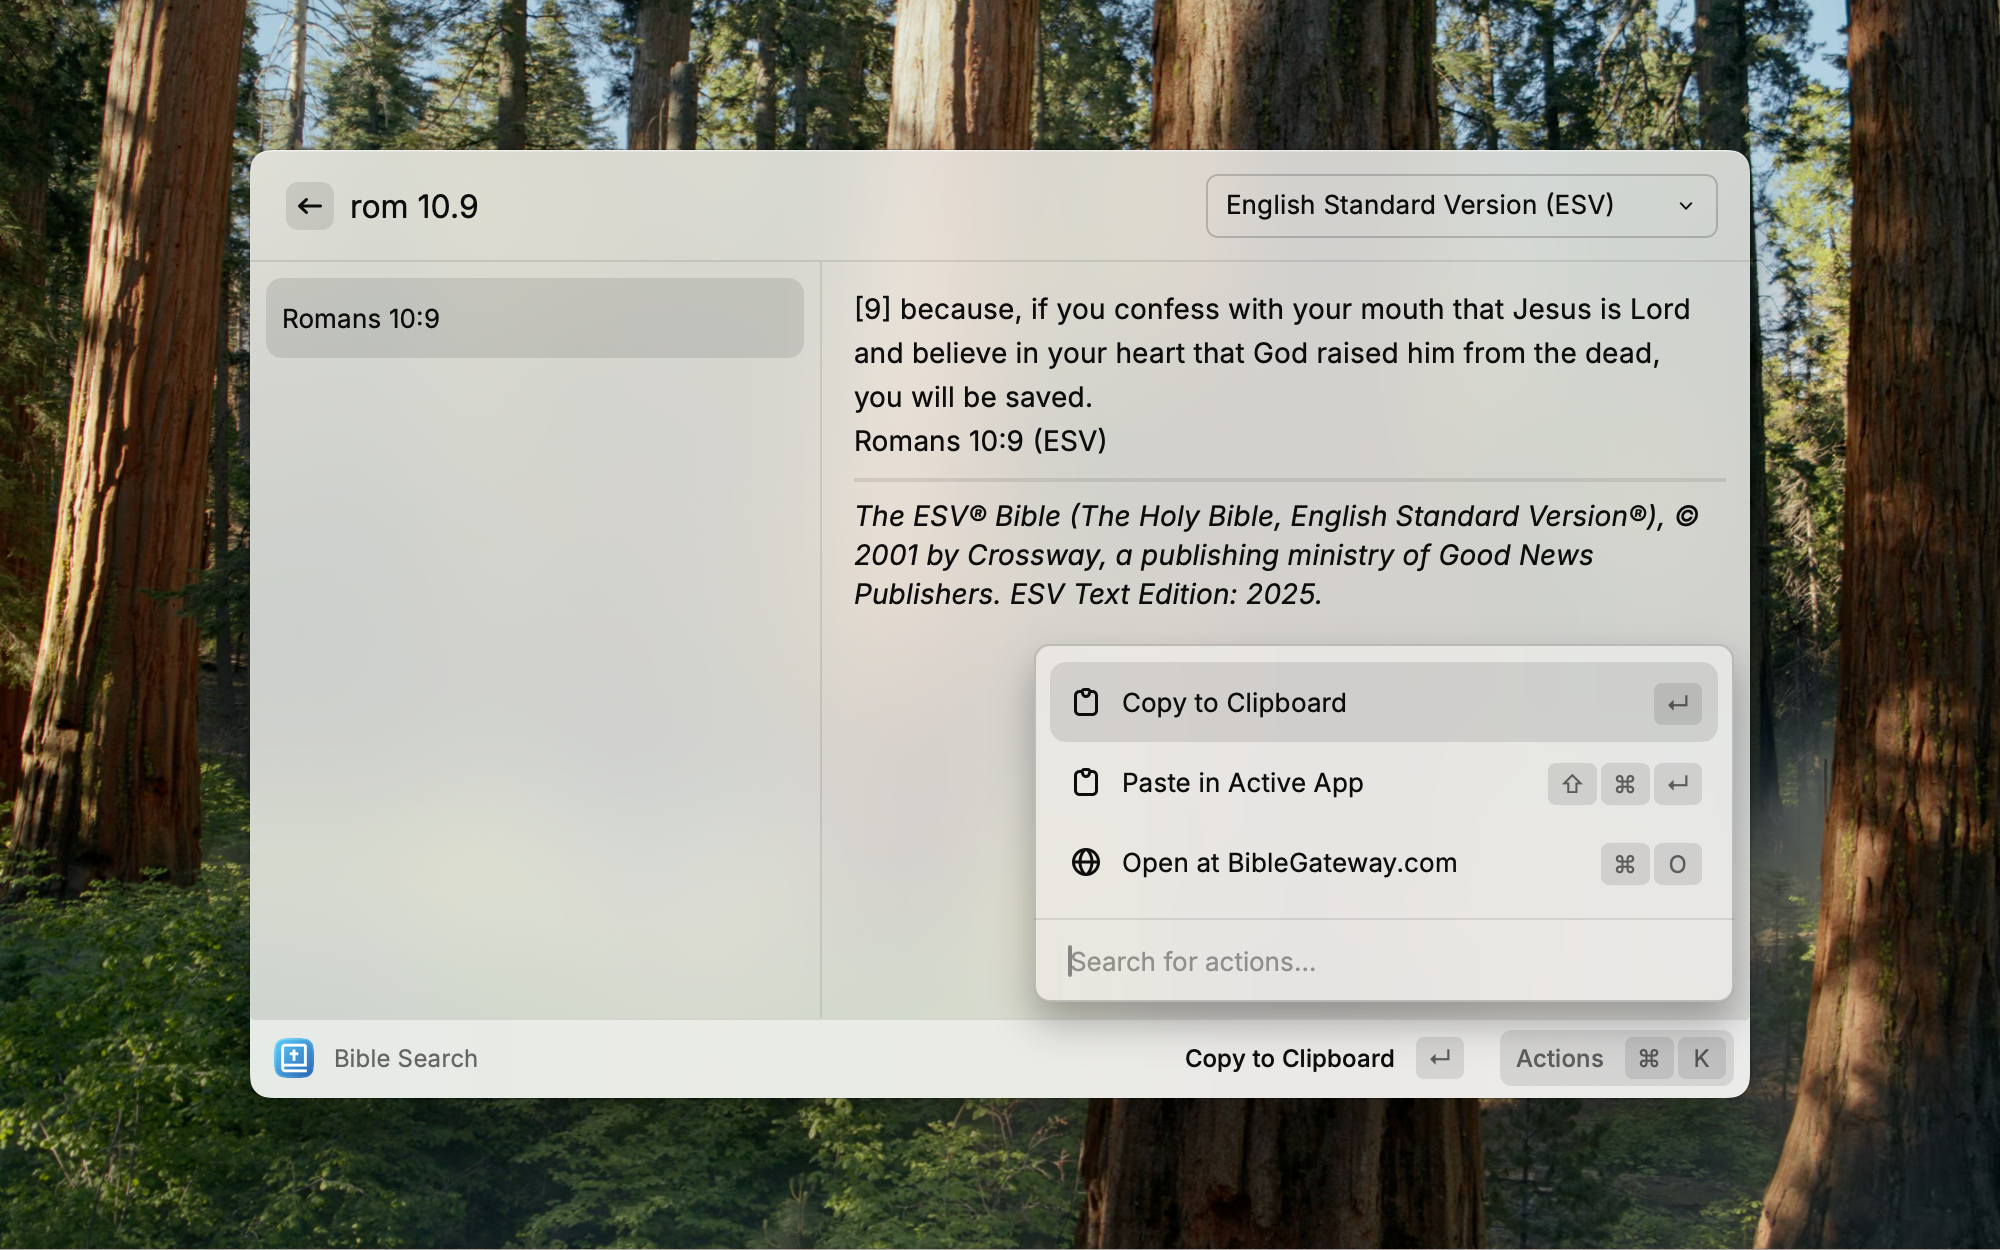 rom 10.9
English Standard Version (ESV)
Romans 10:9
[9] because, if you confess with your mouth that Jesus is Lord
and believe in your heart that God raised him from the dead,
you will be saved.
Romans 10:9 (ESV)
The ESV® Bible (The Holy Bible, English Standard Version®), ©
2001 by Crossway, a publishing ministry of Good News
Publishers. ESV Text Edition: 2025.
Copy to Clipboard ↵
Paste in Active App ⇧ ⌘ ↵
Open at BibleGateway.com ⌘ O
Search for actions...
Bible Search
Copy to Clipboard ↵
Actions ⌘ K